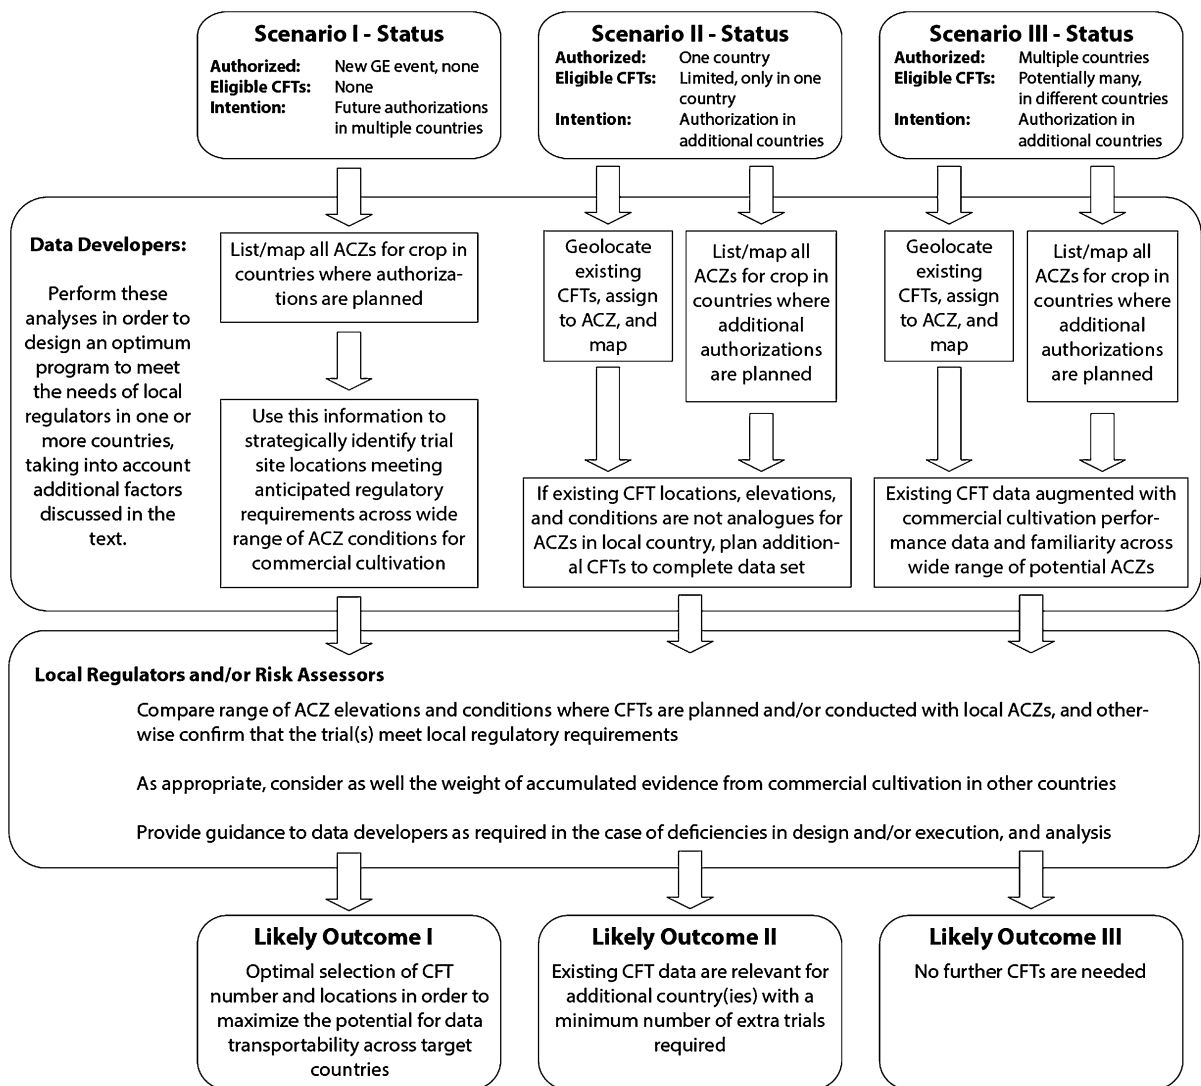 Scenario I - Status
Authorized: New GE event, none
Eligible CFTs: None
Intention: Future authorizations
in multiple countries
Scenario II - Status
Authorized: One country
Eligible CFTs: Limited, only in one
country
Intention: Authorization in
additional countries
Scenario III - Status
Authorized: Multiple countries
Eligible CFTs: Potentially many,
in different countries
Intention: Authorization in
additional countries
Data Developers:
Perform these
analyses in order to
design an optimum
program to meet
the needs of local
regulators in one or
more countries,
taking into account
additional factors
discussed in the
text.
List/map all ACZs for crop in
countries where authoriza-
tions are planned
Use this information to
strategically identify trial
site locations meeting
anticipated regulatory
requirements across wide
range of ACZ conditions for
commercial cultivation
Geolocate
existing
CFTs, assign
to ACZ, and
map
List/map all
ACZs for crop in
countries where
additional
authorizations
are planned
If existing CFT locations, elevations,
and conditions are not analogues for
ACZs in local country, plan addition-
al CFTs to complete data set
Geolocate
existing
CFTs, assign
to ACZ, and
map
List/map all
ACZs for crop in
countries where
additional
authorizations
are planned
Existing CFT data augmented with
commercial cultivation perfor-
mance data and familiarity across
wide range of potential ACZs
Local Regulators and/or Risk Assessors
Compare range of ACZ elevations and conditions where CFTs are planned and/or conducted with local ACZs, and other-
wise confirm that the trial(s) meet local regulatory requirements
As appropriate, consider as well the weight of accumulated evidence from commercial cultivation in other countries
Provide guidance to data developers as required in the case of deficiencies in design and/or execution, and analysis
Likely Outcome I
Optimal selection of CFT
number and locations in order to
maximize the potential for data
transportability across target
countries
Likely Outcome II
Existing CFT data are relevant for
additional country(ies) with a
minimum number of extra trials
required
Likely Outcome III
No further CFTs are needed